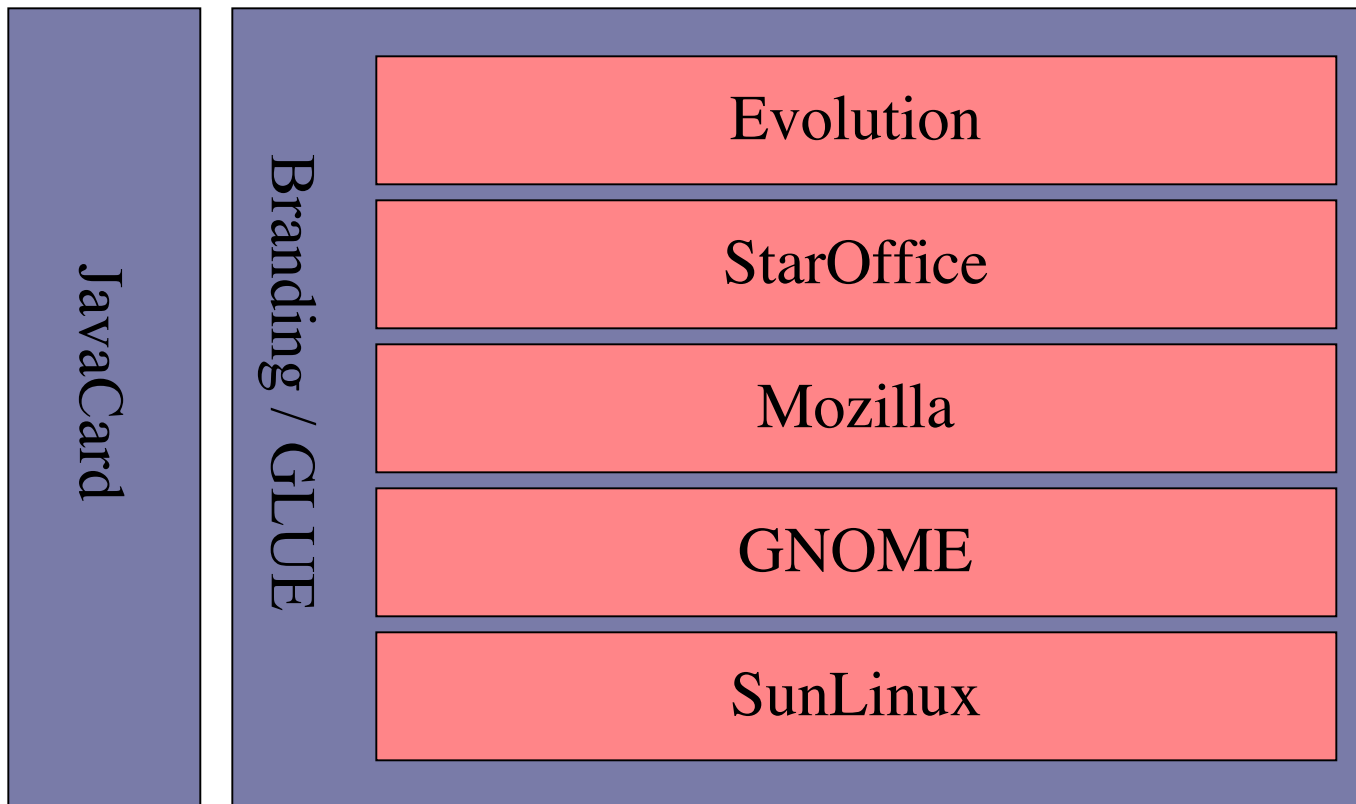 JavaCard
Branding / GLUE
Evolution
StarOffice
Mozilla
GNOME
SunLinux